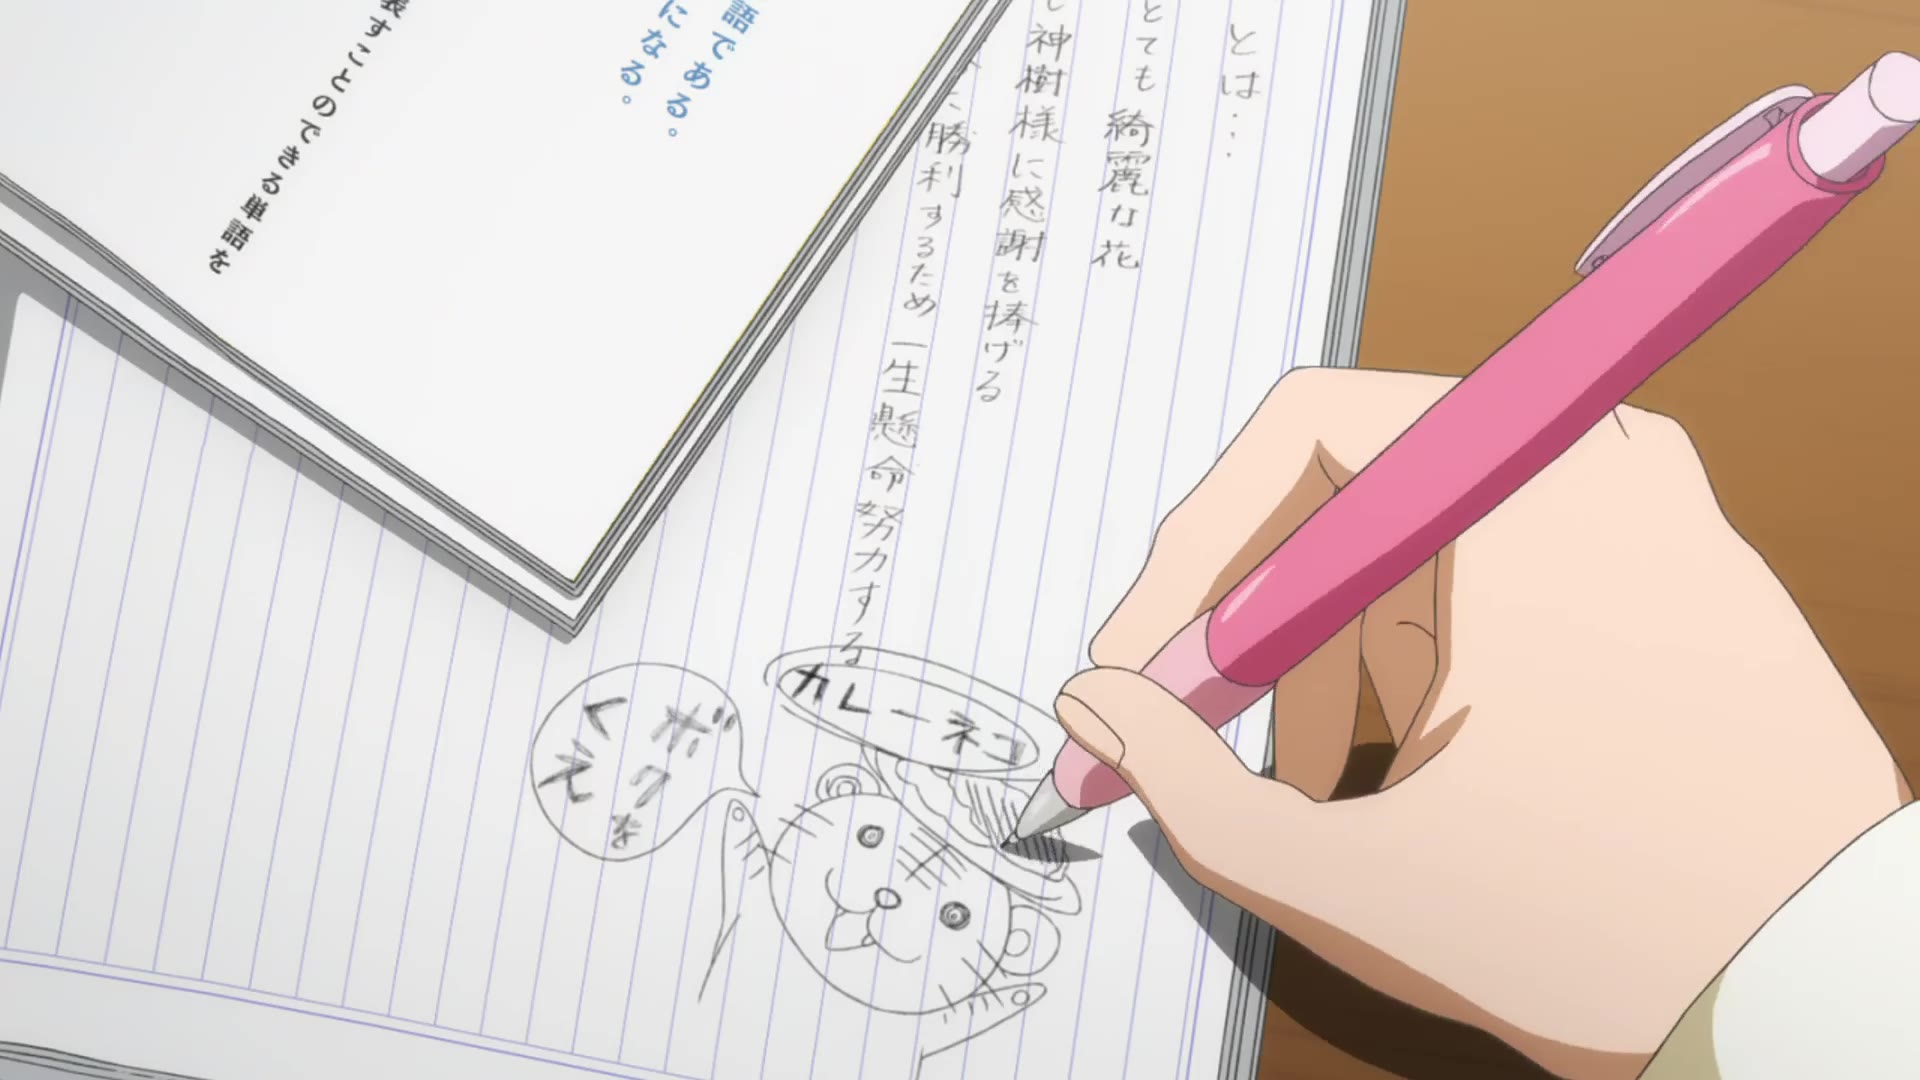 とは…
とても 綺麗な花
神樹様に感謝を捧げる
に勝利するため 一生懸命努力する
語である。
になる。
表すことのできる単語を
カレーネコ
ボクを
くえ